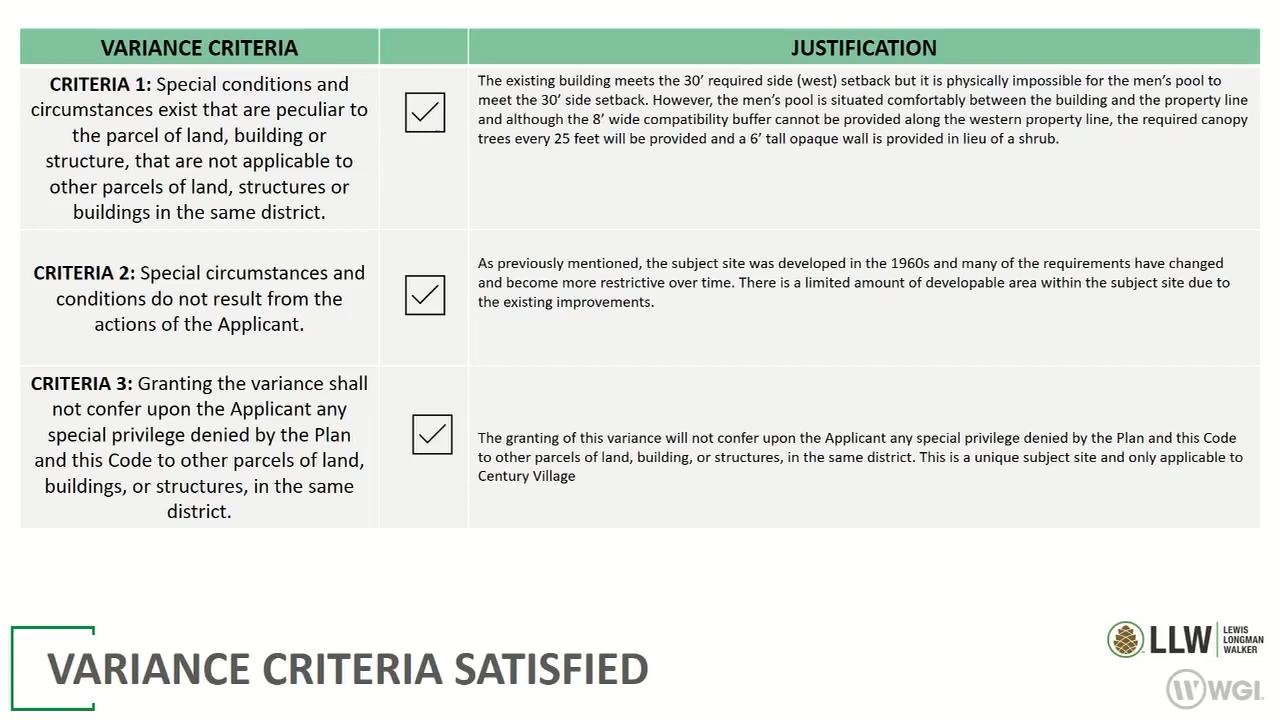 VARIANCE CRITERIA
JUSTIFICATION
CRITERIA 1: Special conditions and
circumstances exist that are peculiar to
the parcel of land, building or
structure, that are not applicable to
other parcels of land, structures or
buildings in the same district.
The existing building meets the 30’ required side (west) setback but it is physically impossible for the men’s pool to
meet the 30’ side setback. However, the men’s pool is situated comfortably between the building and the property line
and although the 8’ wide compatibility buffer cannot be provided along the western property line, the required canopy
trees every 25 feet will be provided and a 6’ tall opaque wall is provided in lieu of a shrub.
CRITERIA 2: Special circumstances and
conditions do not result from the
actions of the Applicant.
As previously mentioned, the subject site was developed in the 1960s and many of the requirements have changed
and become more restrictive over time. There is a limited amount of developable area within the subject site due to
the existing improvements.
CRITERIA 3: Granting the variance shall
not confer upon the Applicant any
special privilege denied by the Plan
and this Code to other parcels of land,
buildings, or structures, in the same
district.
The granting of this variance will not confer upon the Applicant any special privilege denied by the Plan and this Code
to other parcels of land, building, or structures, in the same district. This is a unique subject site and only applicable to
Century Village
VARIANCE CRITERIA SATISFIED
LLW
LEWIS
LONGMAN
WALKER
WGI